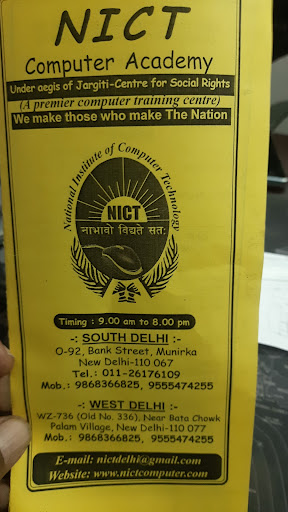 NICT
Computer Academy
Under aegis of Jargiti-Centre for Social Rights
(A premier computer training centre)
We make those who make The Nation
National Institute of Computer Technology
NICT
नाभावो विद्यते सतः
Timing : 9.00 am to 8.00 pm
-: SOUTH DELHI :-
O-92, Bank Street, Munirka
New Delhi-110 067
Tel.: 011-26176109
Mob.: 9868366825, 9555474255
-: WEST DELHI :-
WZ-736 (Old No. 336), Near Bata Chowk
Palam Village, New Delhi-110 077
Mob.: 9868366825, 9555474255
E-mail: nictdelhi@gmail.com
Website: www.nictcomputer.com